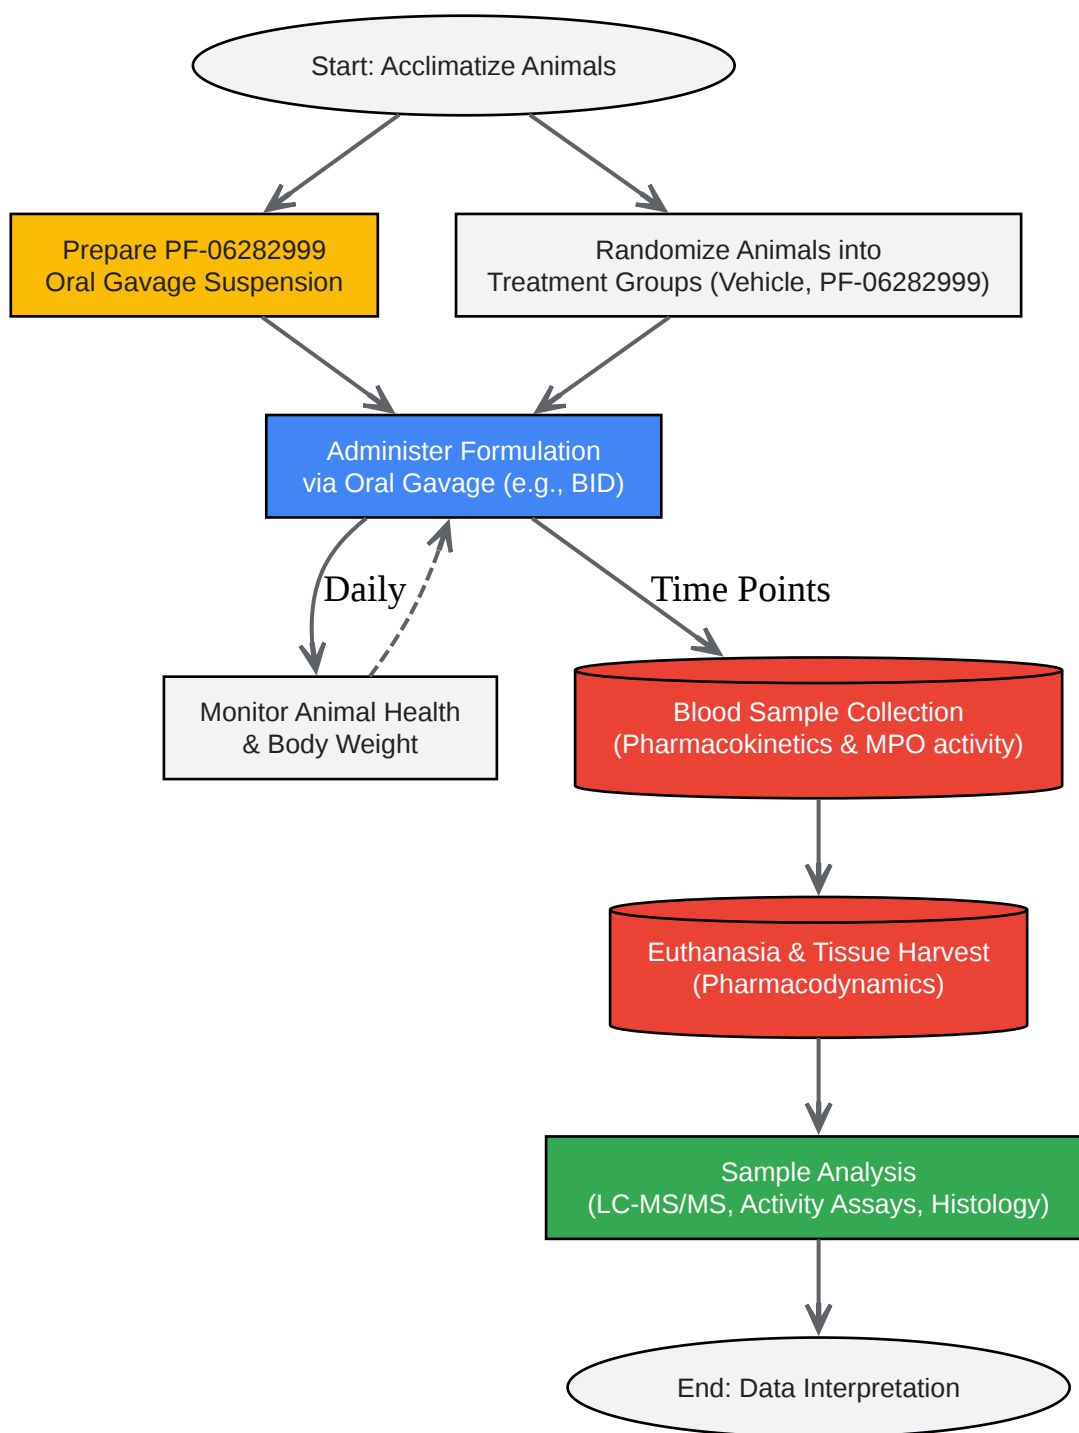 Start: Acclimatize Animals
Prepare PF-06282999
Oral Gavage Suspension
Randomize Animals into
Treatment Groups (Vehicle, PF-06282999)
Administer Formulation
via Oral Gavage (e.g., BID)
Daily
Time Points
Monitor Animal Health
& Body Weight
Blood Sample Collection
(Pharmacokinetics & MPO activity)
Euthanasia & Tissue Harvest
(Pharmacodynamics)
Sample Analysis
(LC-MS/MS, Activity Assays, Histology)
End: Data Interpretation